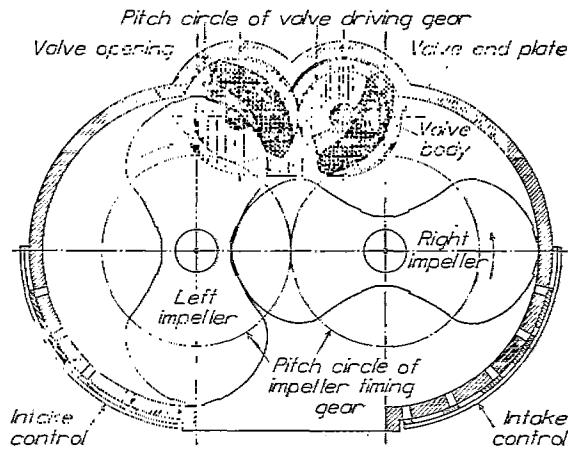 Pitch circle of valve driving gear
Valve opening
Valve end plate
Valve
body
Right
impeller
Left
impeller
Pitch circle of
impeller timing
gear
Intake
control
Intake
control